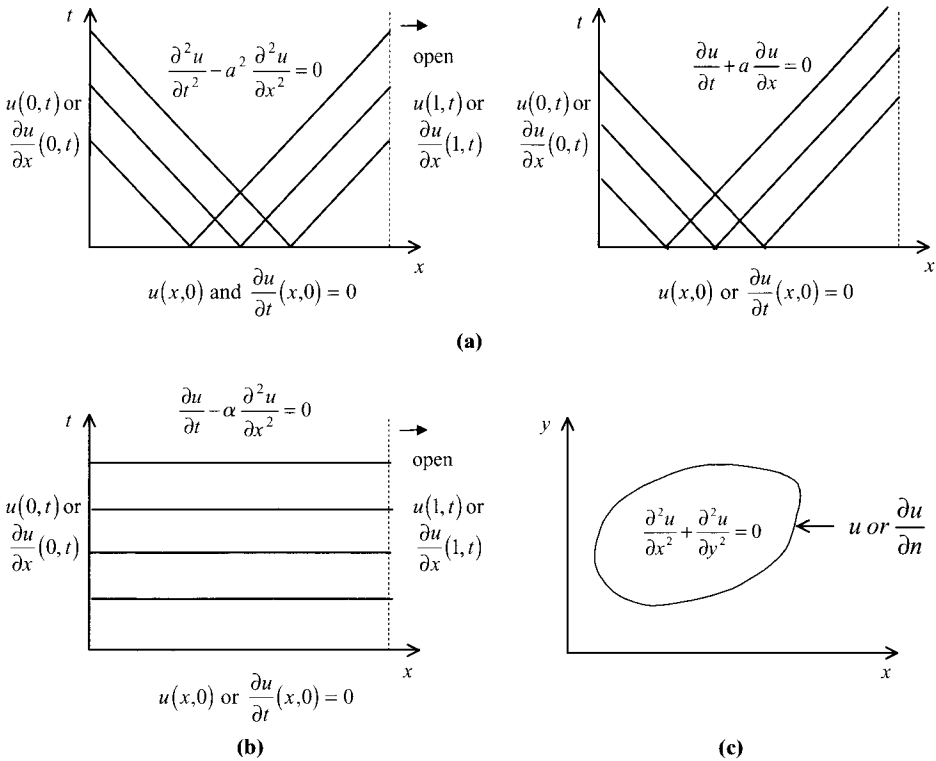 t
∂²u/∂t² − a² ∂²u/∂x² = 0
open
u(0,t) or
∂u/∂x (0,t)
u(1,t) or
∂u/∂x (1,t)
x
u(x,0) and ∂u/∂t (x,0) = 0
t
∂u/∂t + a ∂u/∂x = 0
u(0,t) or
∂u/∂x (0,t)
x
u(x,0) or ∂u/∂t (x,0) = 0
(a)
∂u/∂t − α ∂²u/∂x² = 0
t
open
u(0,t) or
∂u/∂x (0,t)
u(1,t) or
∂u/∂x (1,t)
x
u(x,0) or ∂u/∂t (x,0) = 0
(b)
y
∂²u/∂x² + ∂²u/∂y² = 0
u or ∂u/∂n
x
(c)